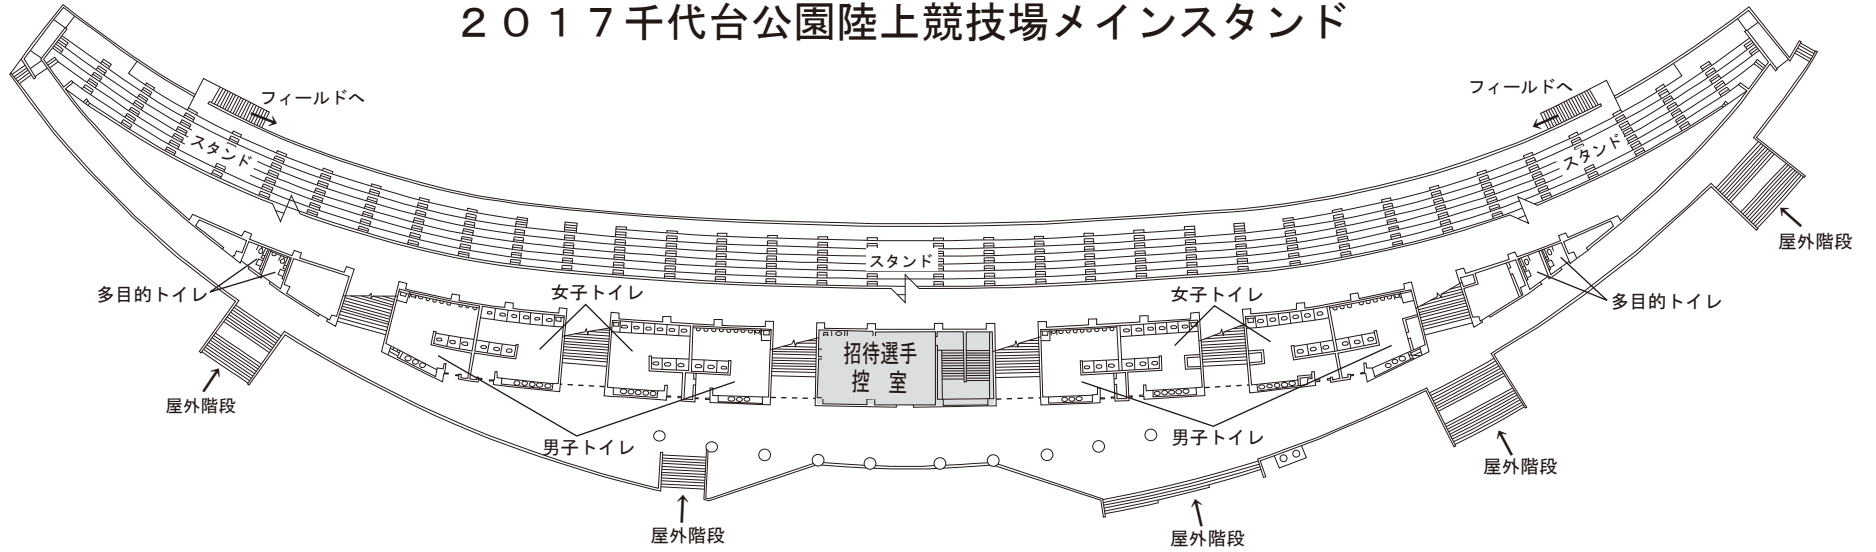 ２０１７千代台公園陸上競技場メインスタンド
フィールドへ
フィールドへ
スタンド
スタンド
屋外階段
スタンド
多目的トイレ
女子トイレ
女子トイレ
多目的トイレ
招待選手
控　室
屋外階段
男子トイレ
男子トイレ
屋外階段
屋外階段
屋外階段